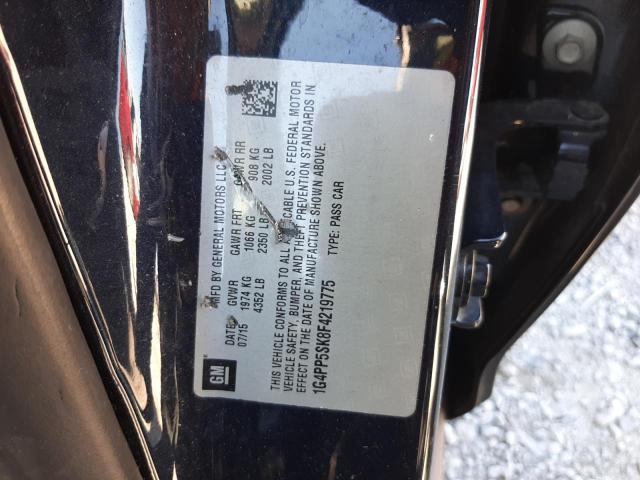 GM
MFD BY GENERAL MOTORS LLC
DATE GVWR GAWR FRT GAWR RR
07/15 1974 KG 1066 KG 908 KG
4352 LB 2350 LB 2002 LB
THIS VEHICLE CONFORMS TO ALL APPLICABLE U.S. FEDERAL MOTOR
VEHICLE SAFETY, BUMPER, AND THEFT PREVENTION STANDARDS IN
EFFECT ON THE DATE OF MANUFACTURE SHOWN ABOVE.
1G4PP5SK8F4219775 TYPE: PASS CAR